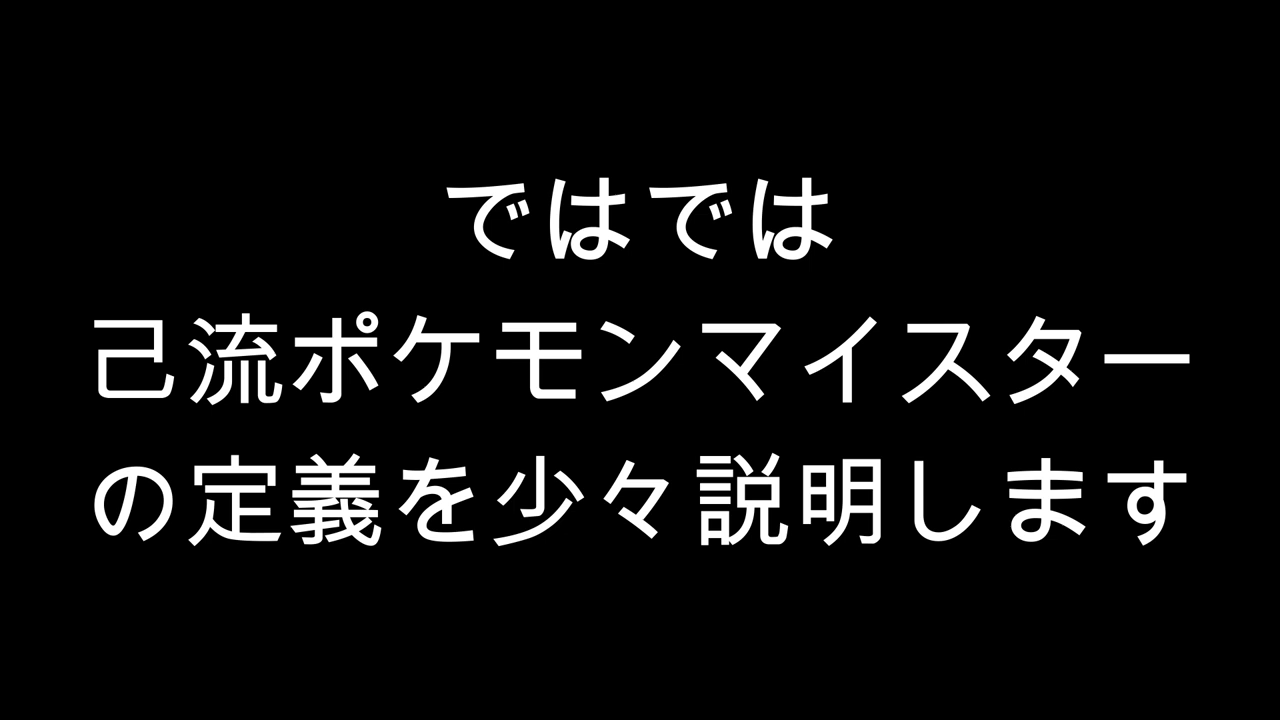 ではでは
己流ポケモンマイスター
の定義を少々説明します